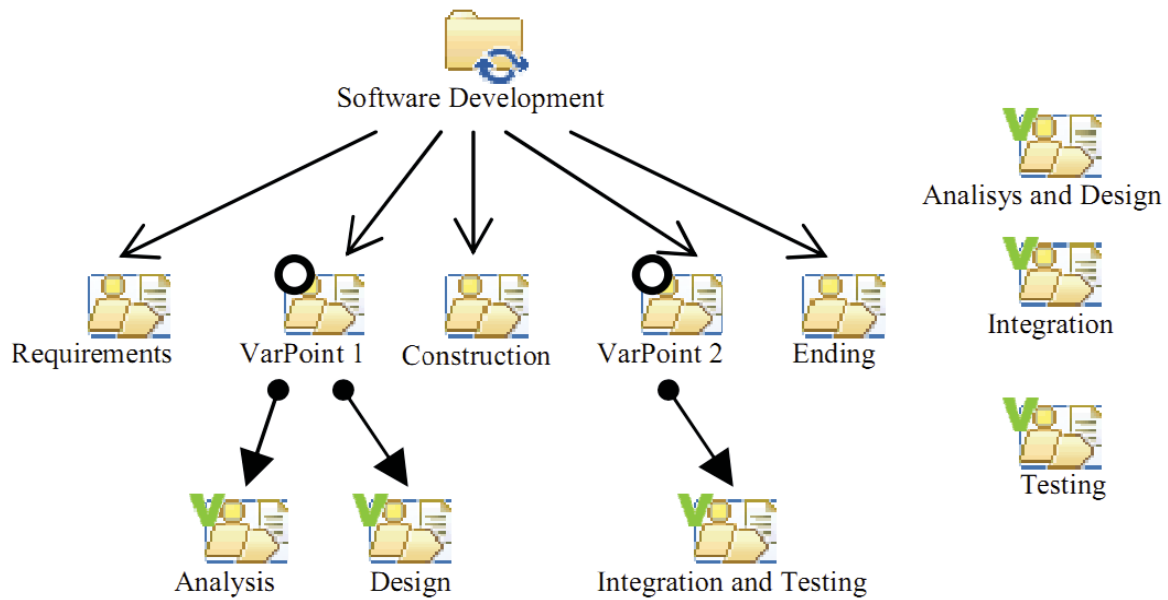 Software Development
Analisys and Design
Integration
Requirements
VarPoint 1
Construction
VarPoint 2
Ending
Testing
Analysis
Design
Integration and Testing